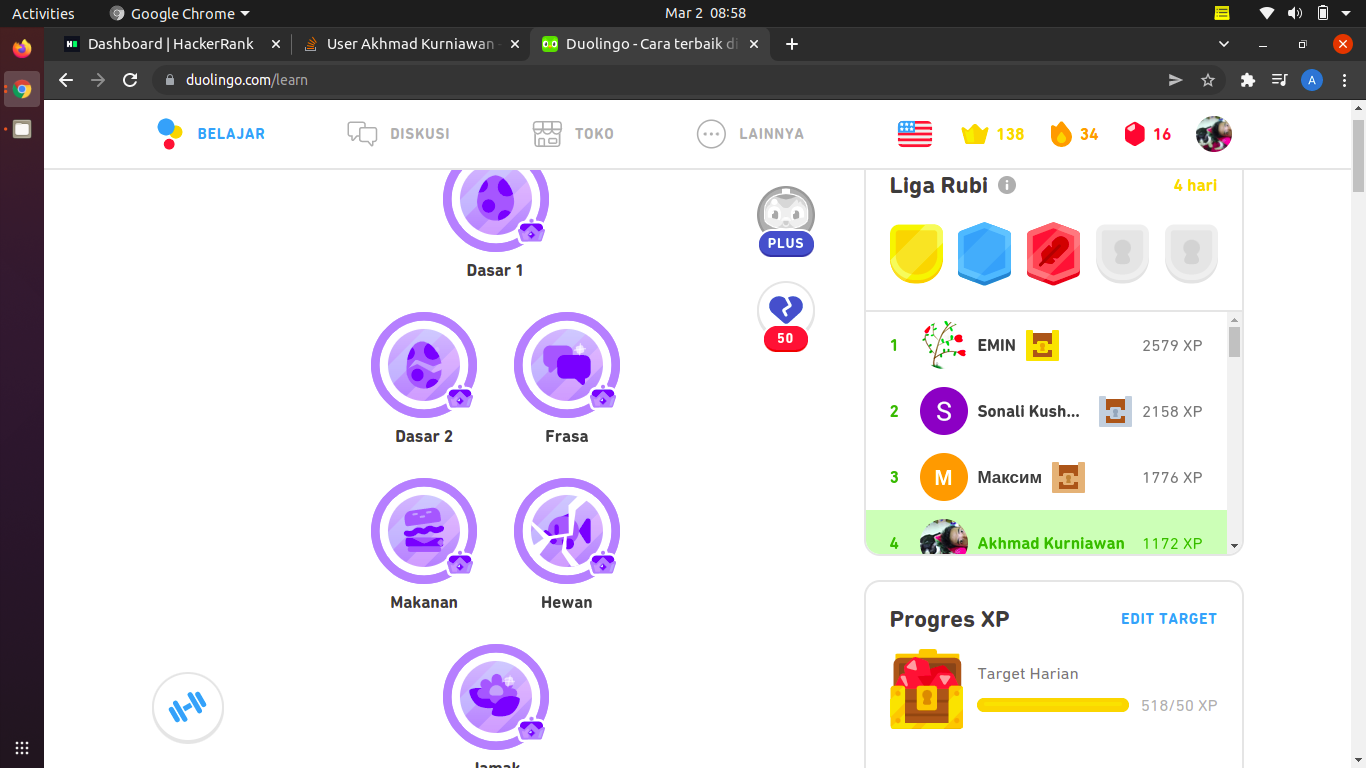 Activities
Google Chrome
Mar 2 08:58
Dashboard | HackerRank
User Akhmad Kurniawan
Duolingo - Cara terbaik di
duolingo.com/learn
A
BELAJAR
DISKUSI
TOKO
LAINNYA
138
34
16
Dasar 1
Dasar 2
Frasa
Makanan
Hewan
Jamak
PLUS
50
Liga Rubi
4 hari
1 EMIN 2579 XP
2 S Sonali Kush... 2158 XP
3 M Максим 1776 XP
4 Akhmad Kurniawan 1172 XP
Progres XP
EDIT TARGET
Target Harian
518/50 XP